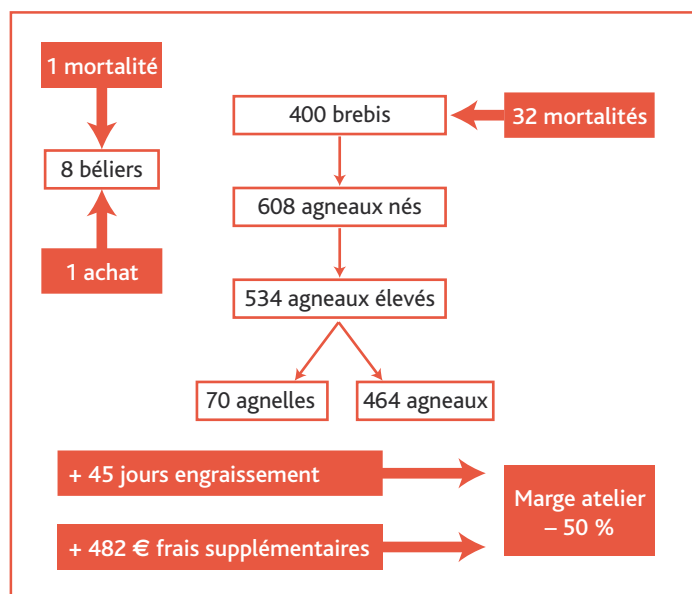 1 mortalité
400 brebis
32 mortalités
8 béliers
608 agneaux nés
1 achat
534 agneaux élevés
70 agnelles
464 agneaux
+ 45 jours engraissement
+ 482 € frais supplémentaires
Marge atelier
– 50 %